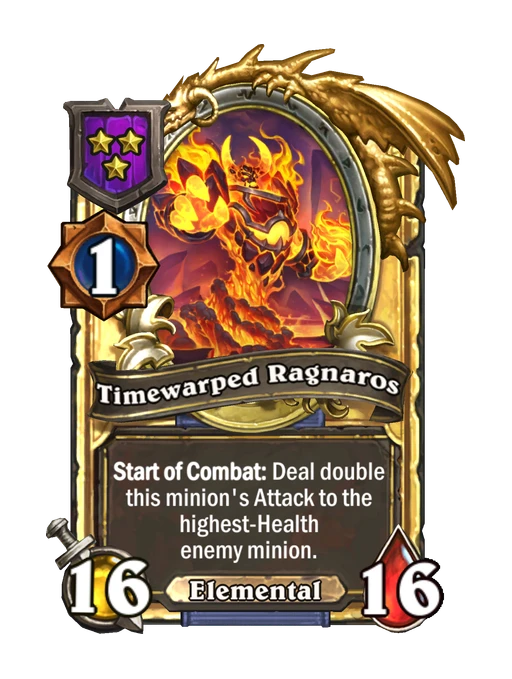 1
Timewarped Ragnaros
Start of Combat: Deal double
this minion's Attack to the
highest-Health
enemy minion.
16
Elemental
16